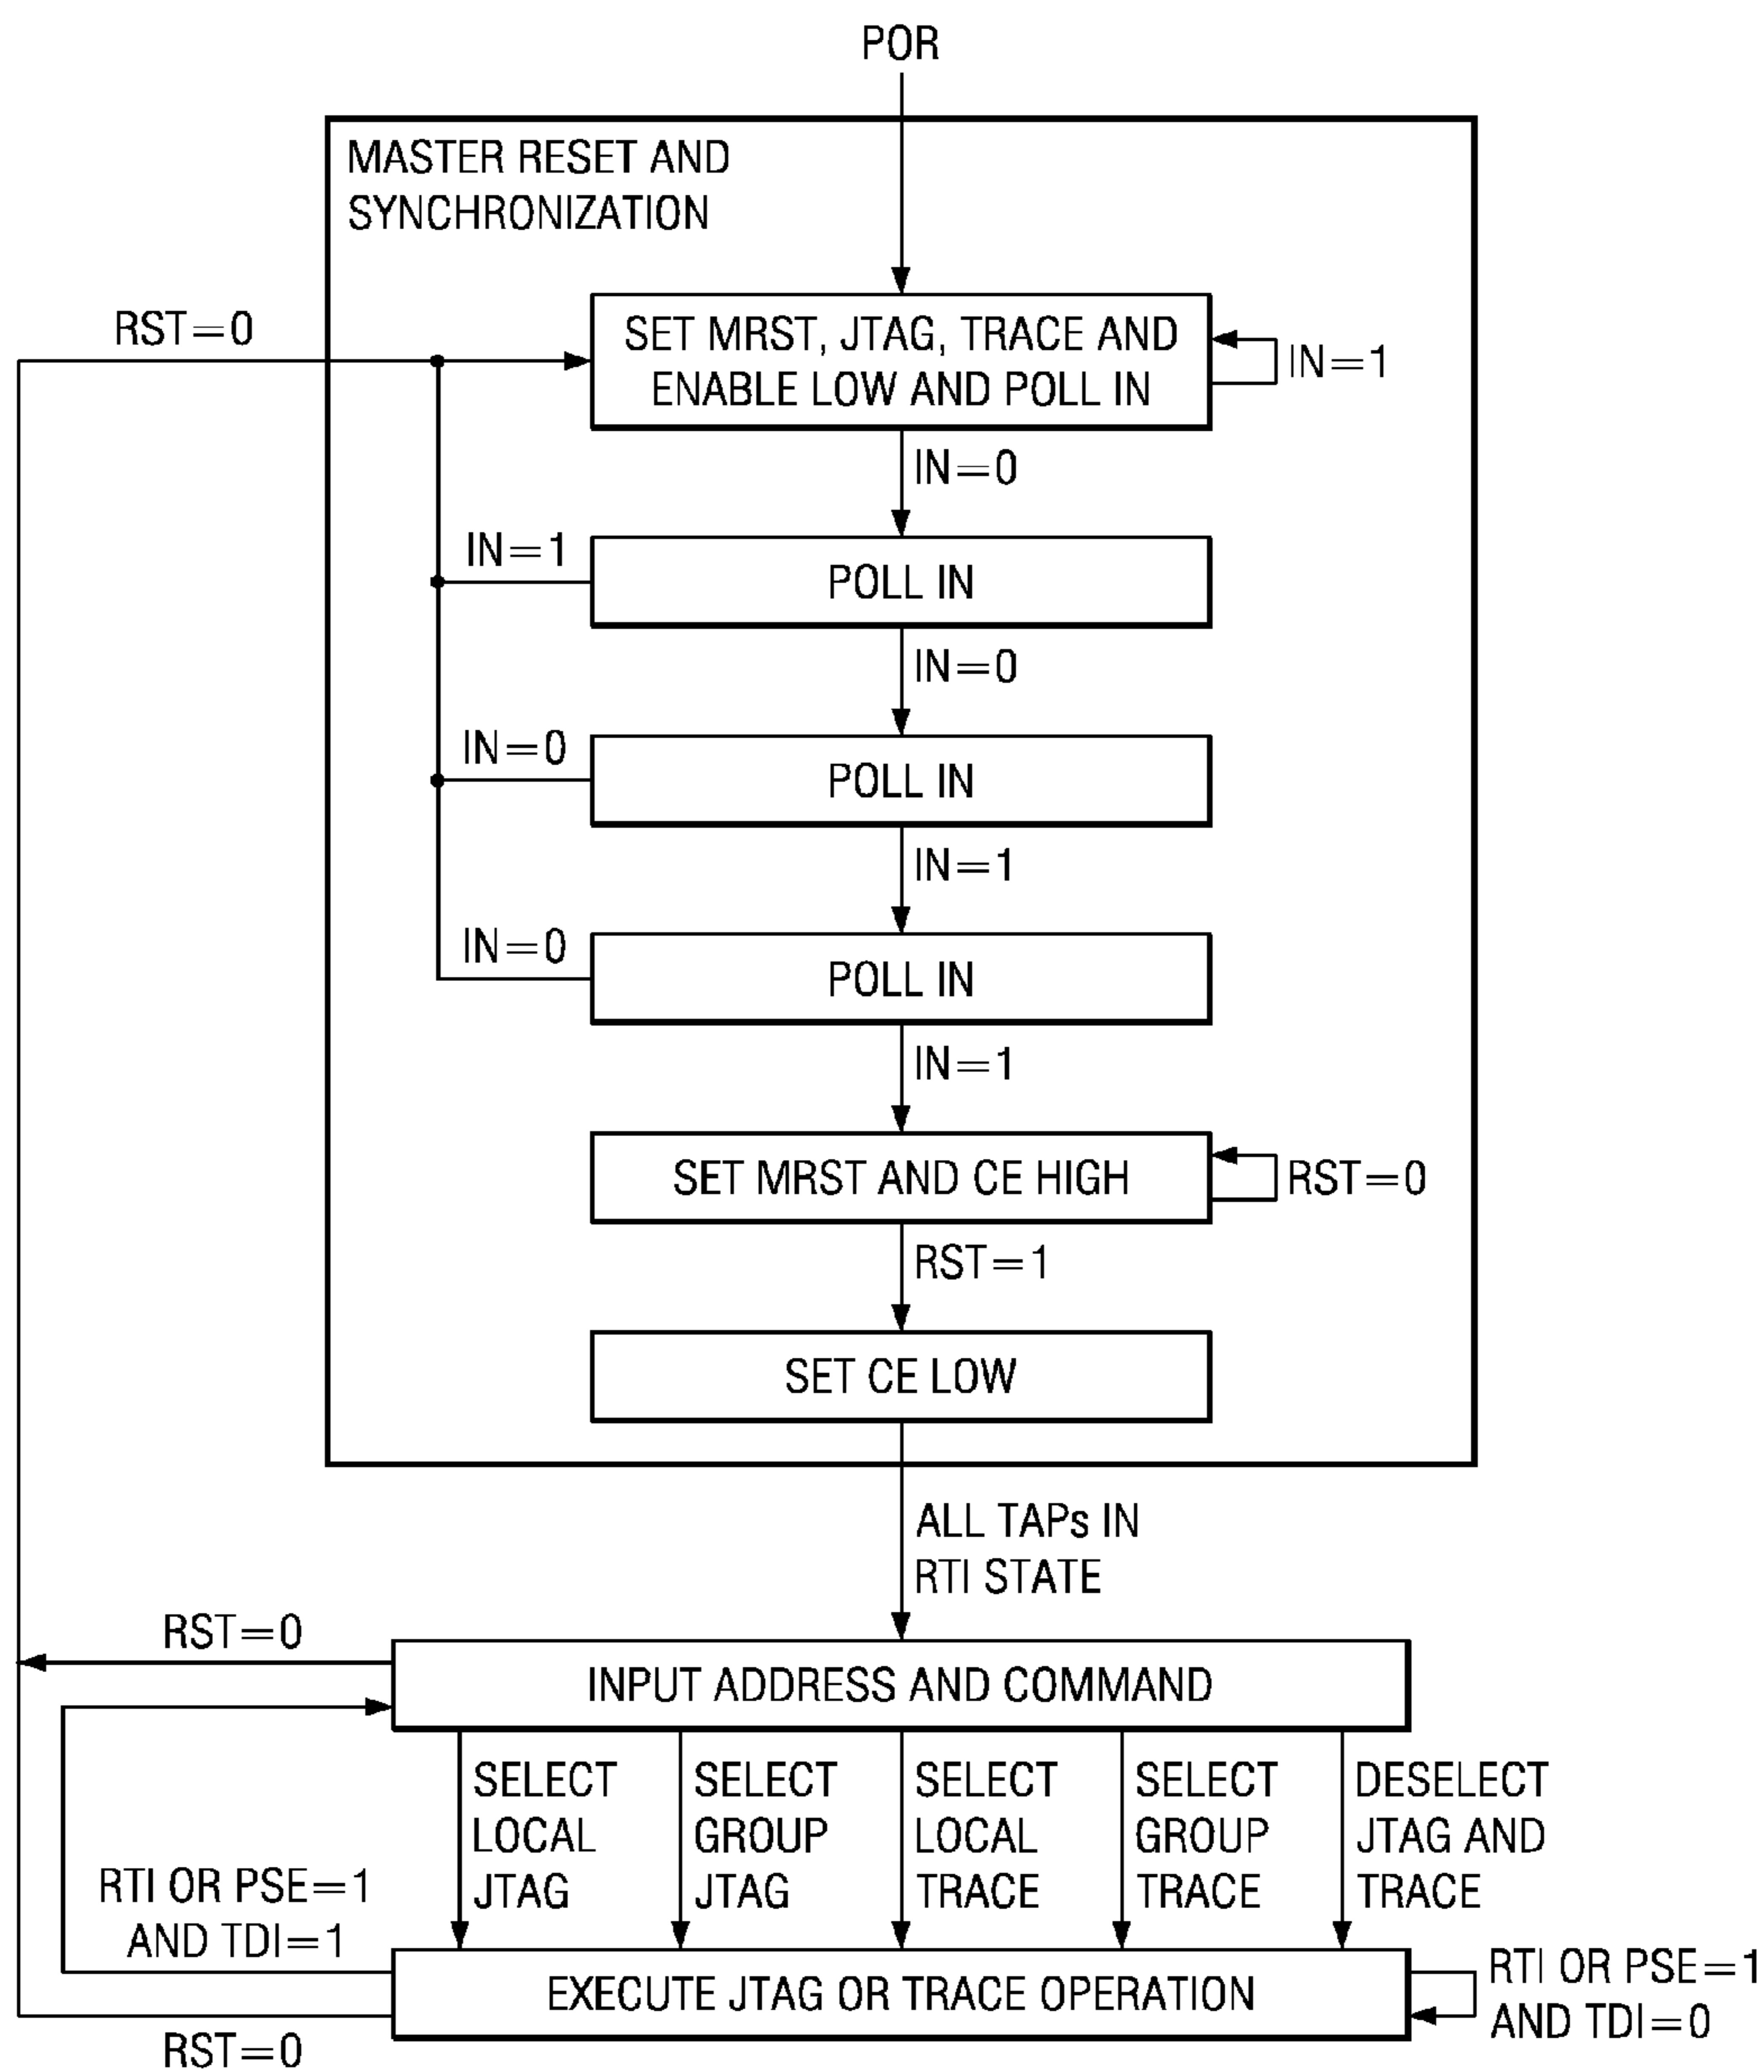 POR
MASTER RESET AND
SYNCHRONIZATION
RST=0
SET MRST, JTAG, TRACE AND
ENABLE LOW AND POLL IN
IN=1
IN=0
IN=1
POLL IN
IN=0
IN=0
POLL IN
IN=1
IN=0
POLL IN
IN=1
SET MRST AND CE HIGH
RST=0
RST=1
SET CE LOW
ALL TAPs IN
RTI STATE
RST=0
INPUT ADDRESS AND COMMAND
SELECT
LOCAL
JTAG
SELECT
GROUP
JTAG
SELECT
LOCAL
TRACE
SELECT
GROUP
TRACE
DESELECT
JTAG AND
TRACE
RTI OR PSE=1
AND TDI=1
EXECUTE JTAG OR TRACE OPERATION
RTI OR PSE=1
AND TDI=0
RST=0